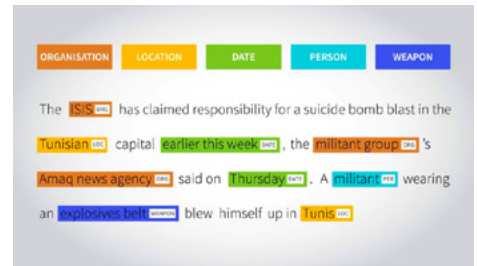 ORGANISATION LOCATION DATE PERSON WEAPON
The ISIS ORG has claimed responsibility for a suicide bomb blast in the
Tunisian LOC capital earlier this week DATE , the militant group ORG 's
Amaq news agency ORG said on Thursday DATE . A militant PER wearing
an explosives belt WEAPON blew himself up in Tunis LOC